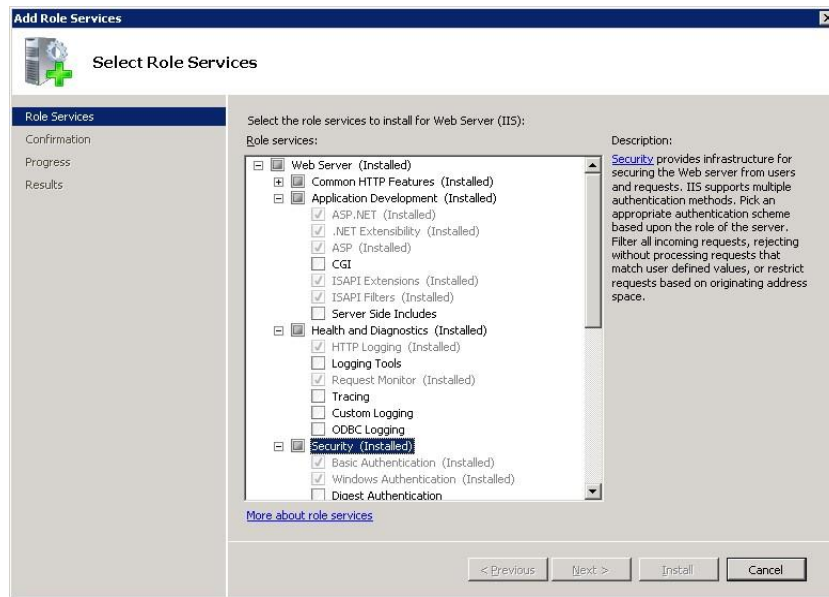 Add Role Services
Select Role Services
Role Services
Confirmation
Progress
Results
Select the role services to install for Web Server (IIS):
Role services:
Web Server (Installed)
Common HTTP Features (Installed)
Application Development (Installed)
ASP.NET (Installed)
.NET Extensibility (Installed)
ASP (Installed)
CGI
ISAPI Extensions (Installed)
ISAPI Filters (Installed)
Server Side Includes
Health and Diagnostics (Installed)
HTTP Logging (Installed)
Logging Tools
Request Monitor (Installed)
Tracing
Custom Logging
ODBC Logging
Security (Installed)
Basic Authentication (Installed)
Windows Authentication (Installed)
Digest Authentication
More about role services
Description:
Security provides infrastructure for
securing the Web server from users
and requests. IIS supports multiple
authentication methods. Pick an
appropriate authentication scheme
based upon the role of the server.
Filter all incoming requests, rejecting
without processing requests that
match user defined values, or restrict
requests based on originating address
space.
< Previous
Next >
Install
Cancel